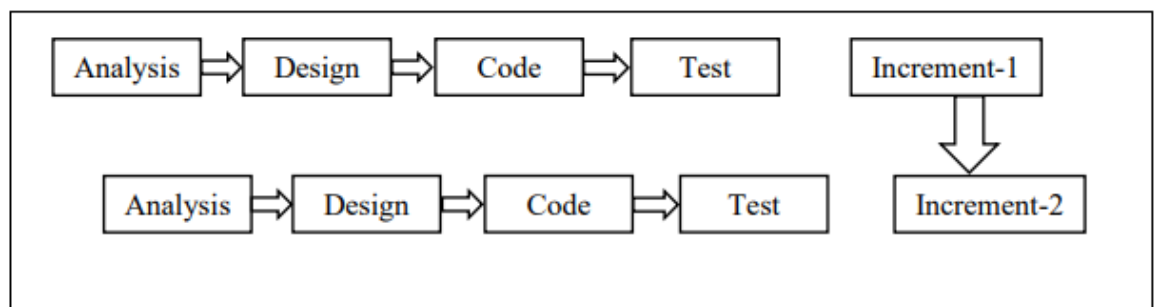 Analysis Design Code Test Increment-1
Analysis Design Code Test Increment-2